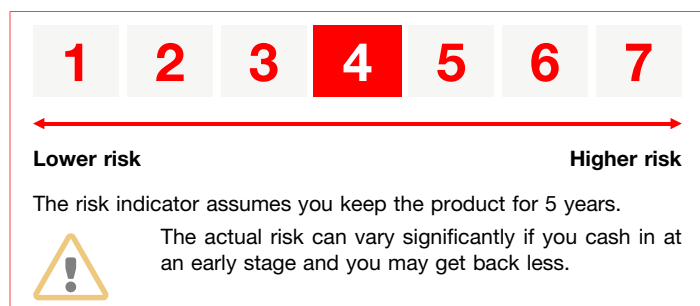 1 2 3 4 5 6 7
Lower risk Higher risk
The risk indicator assumes you keep the product for 5 years.
The actual risk can vary significantly if you cash in at
an early stage and you may get back less.